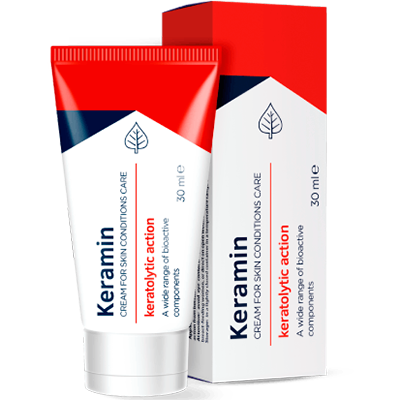 Keramin
CREAM FOR SKIN CONDITIONS CARE
keratolytic action
A wide range of bioactive
components
30 ml e
Keramin
CREAM FOR SKIN CONDITIONS CARE
keratolytic action
A wide range of bioactive
components
30 ml e